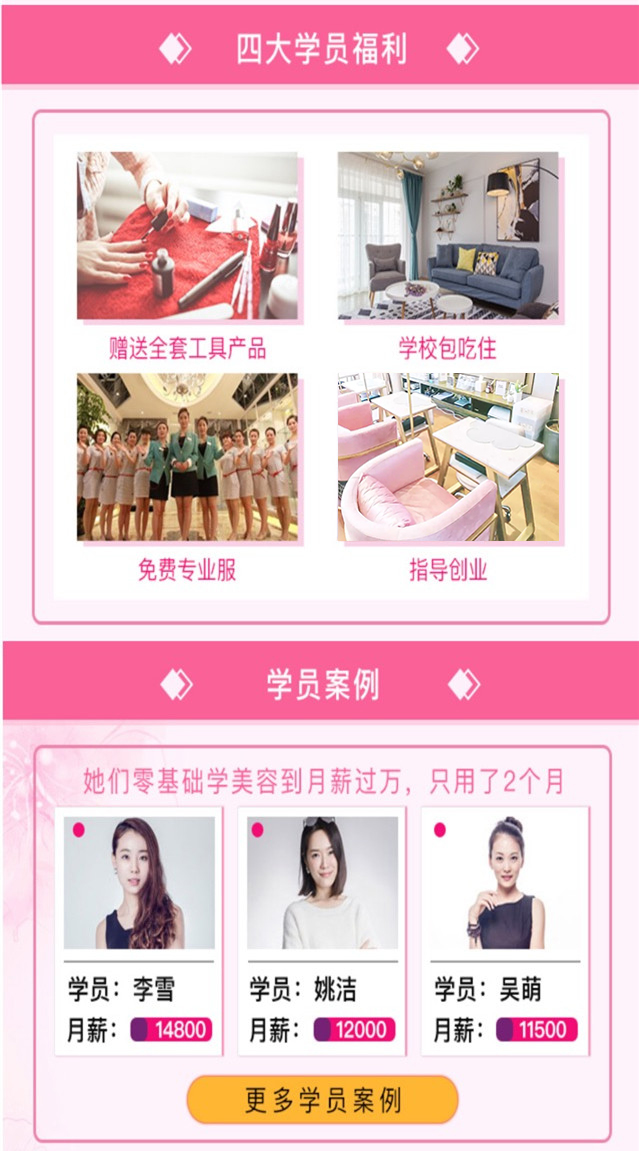 四大学员福利
赠送全套工具产品
学校包吃住
免费专业服
指导创业
学员案例
她们零基础学美容到月薪过万，只用了2个月
学员：李雪
月薪：14800
学员：姚洁
月薪：12000
学员：吴萌
月薪：11500
更多学员案例